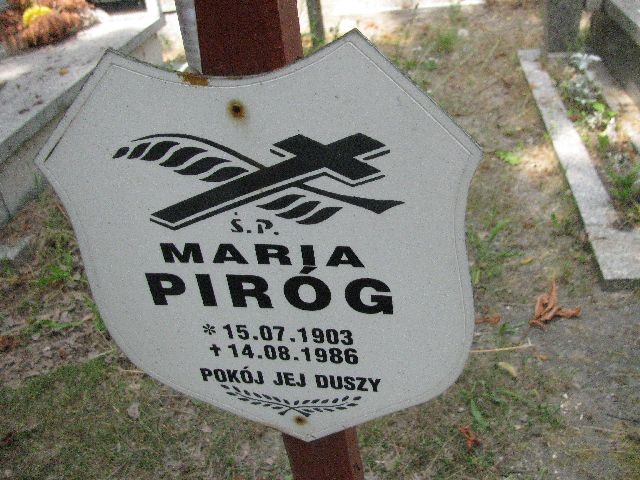 Ś.P.
MARIA
PIRÓG
* 15.07.1903
✝ 14.08.1986
POKÓJ JEJ DUSZY